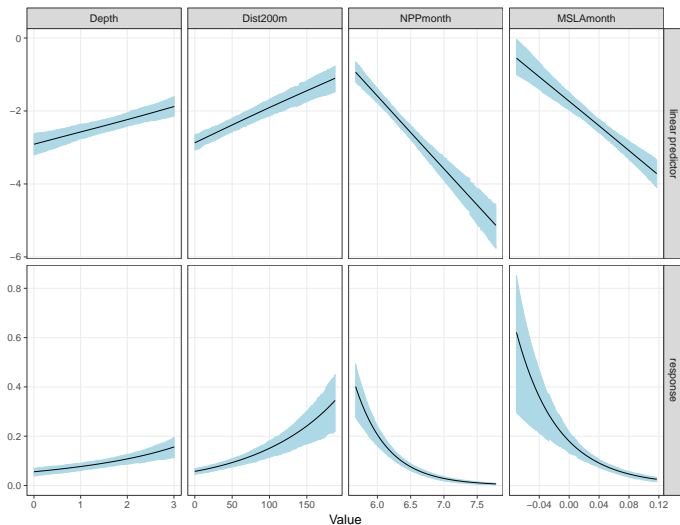 Depth Dist200m NPPmonth MSLAmonth
0
−2
−4
−6
linear predictor
0.8
0.6
0.4
0.2
0.0
response
0 1 2 3 0 50 100 150 6.0 6.5 7.0 7.5 −0.04 0.00 0.04 0.08 0.12
Value